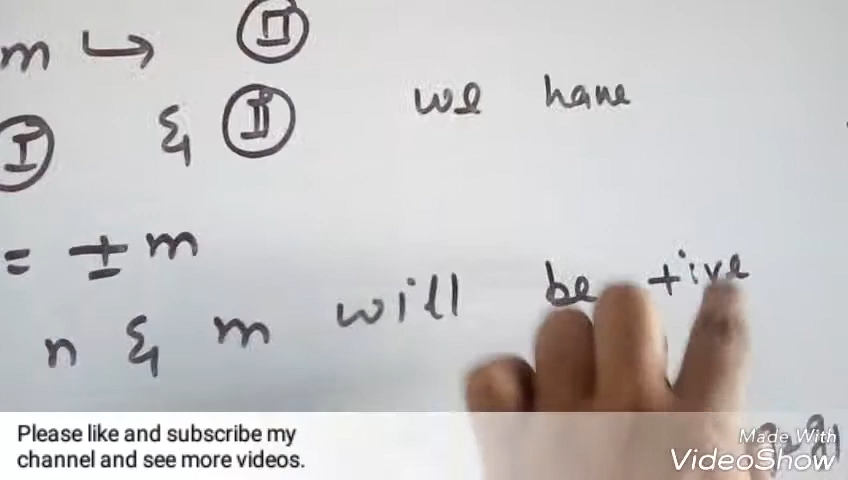 m ↪ II
I & II we have
= ± m
n & m will be +ive
Please like and subscribe my
channel and see more videos.
Made With
VideoShow